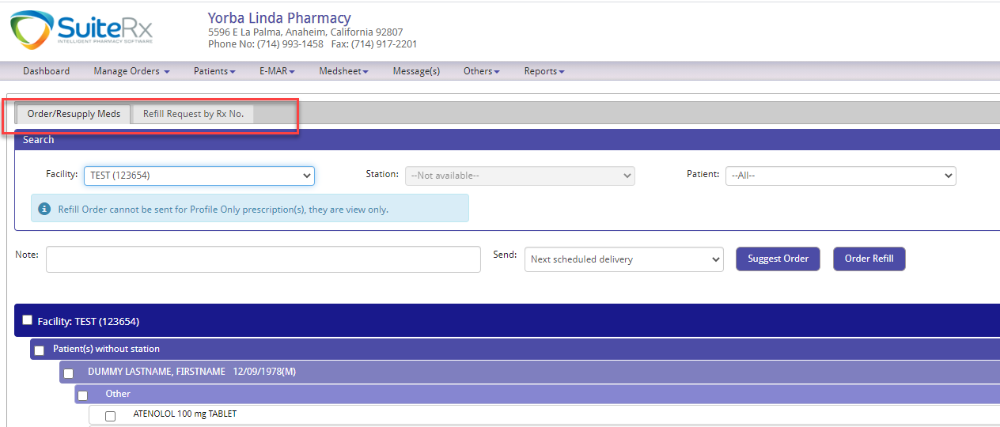 SuiteRx
INTELLIGENT PHARMACY SOFTWARE
Yorba Linda Pharmacy
5596 E La Palma, Anaheim, California 92807
Phone No: (714) 993-1458 Fax: (714) 917-2201
Dashboard Manage Orders Patients E-MAR Medsheet Message(s) Others Reports
Order/Resupply Meds Refill Request by Rx No.
Search
Facility: TEST (123654) Station: --Not available-- Patient: --All--
Refill Order cannot be sent for Profile Only prescription(s), they are view only.
Note: Send: Next scheduled delivery Suggest Order Order Refill
Facility: TEST (123654)
Patient(s) without station
DUMMY LASTNAME, FIRSTNAME 12/09/1978(M)
Other
ATENOLOL 100 mg TABLET